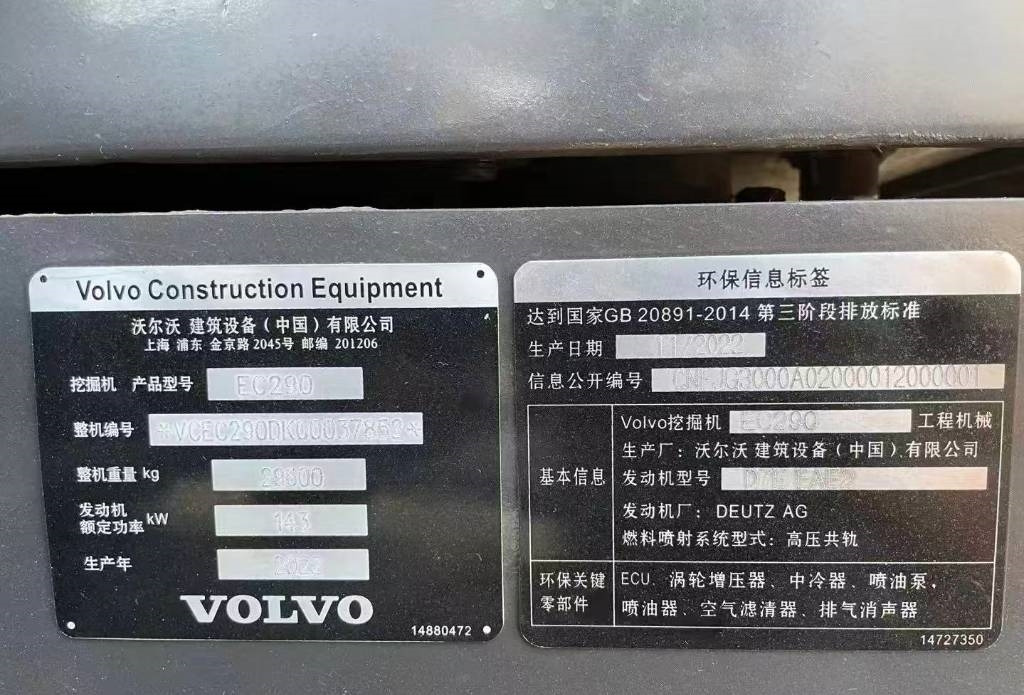 Volvo Construction Equipment
沃尔沃 建筑设备（中国）有限公司
上海 浦东 金京路 2045号 邮编 201206
挖掘机 产品型号 EC290
整机编号
整机重量 kg
发动机
额定功率 kW 143
生产年 2022
VOLVO
14880472
环保信息标签
达到国家GB 20891-2014 第三阶段排放标准
生产日期 11/2022
信息公开编号
Volvo挖掘机 EC290 工程机械
生产厂: 沃尔沃 建筑设备（中国）有限公司
基本信息 发动机型号
发动机厂: DEUTZ AG
燃料喷射系统型式: 高压共轨
环保关键
零部件
ECU、涡轮增压器、中冷器、喷油泵,
喷油器、空气滤清器、排气消声器
14727350